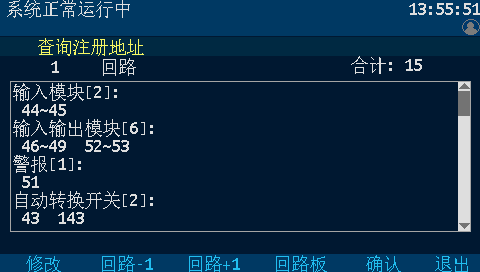 系统正常运行中 13:55:51
查询注册地址
1 回路 合计: 15
输入模块[2]:
44~45
输入输出模块[6]:
46~49 52~53
警报[1]:
51
自动转换开关[2]:
43 143
修改 回路-1 回路+1 回路板 确认 退出